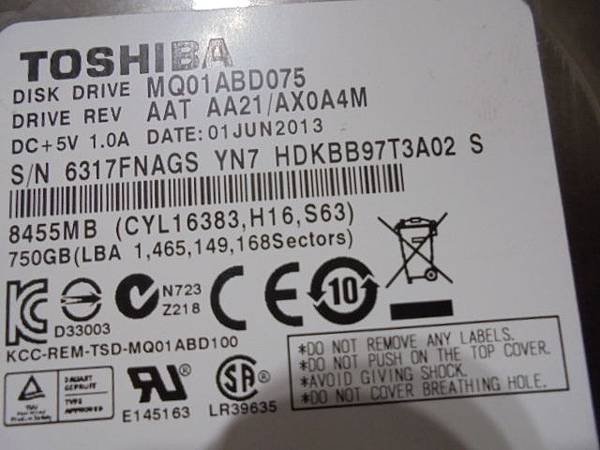 TOSHIBA
DISK DRIVE MQ01ABD075
DRIVE REV AAT AA21/AX0A4M
DC+5V 1.0A DATE:01JUN2013
S/N 6317FNAGS YN7 HDKBB97T3A02 S
8455MB (CYL16383,H16,S63)
750GB(LBA 1,465,149,168Sectors)
N723
Z218
CE
10
D33003
KCC-REM-TSD-MQ01ABD100
*DO NOT REMOVE ANY LABELS.
*DO NOT PUSH ON THE TOP COVER.
*AVOID GIVING SHOCK.
*DO NOT COVER BREATHING HOLE.
E145163
LR39635